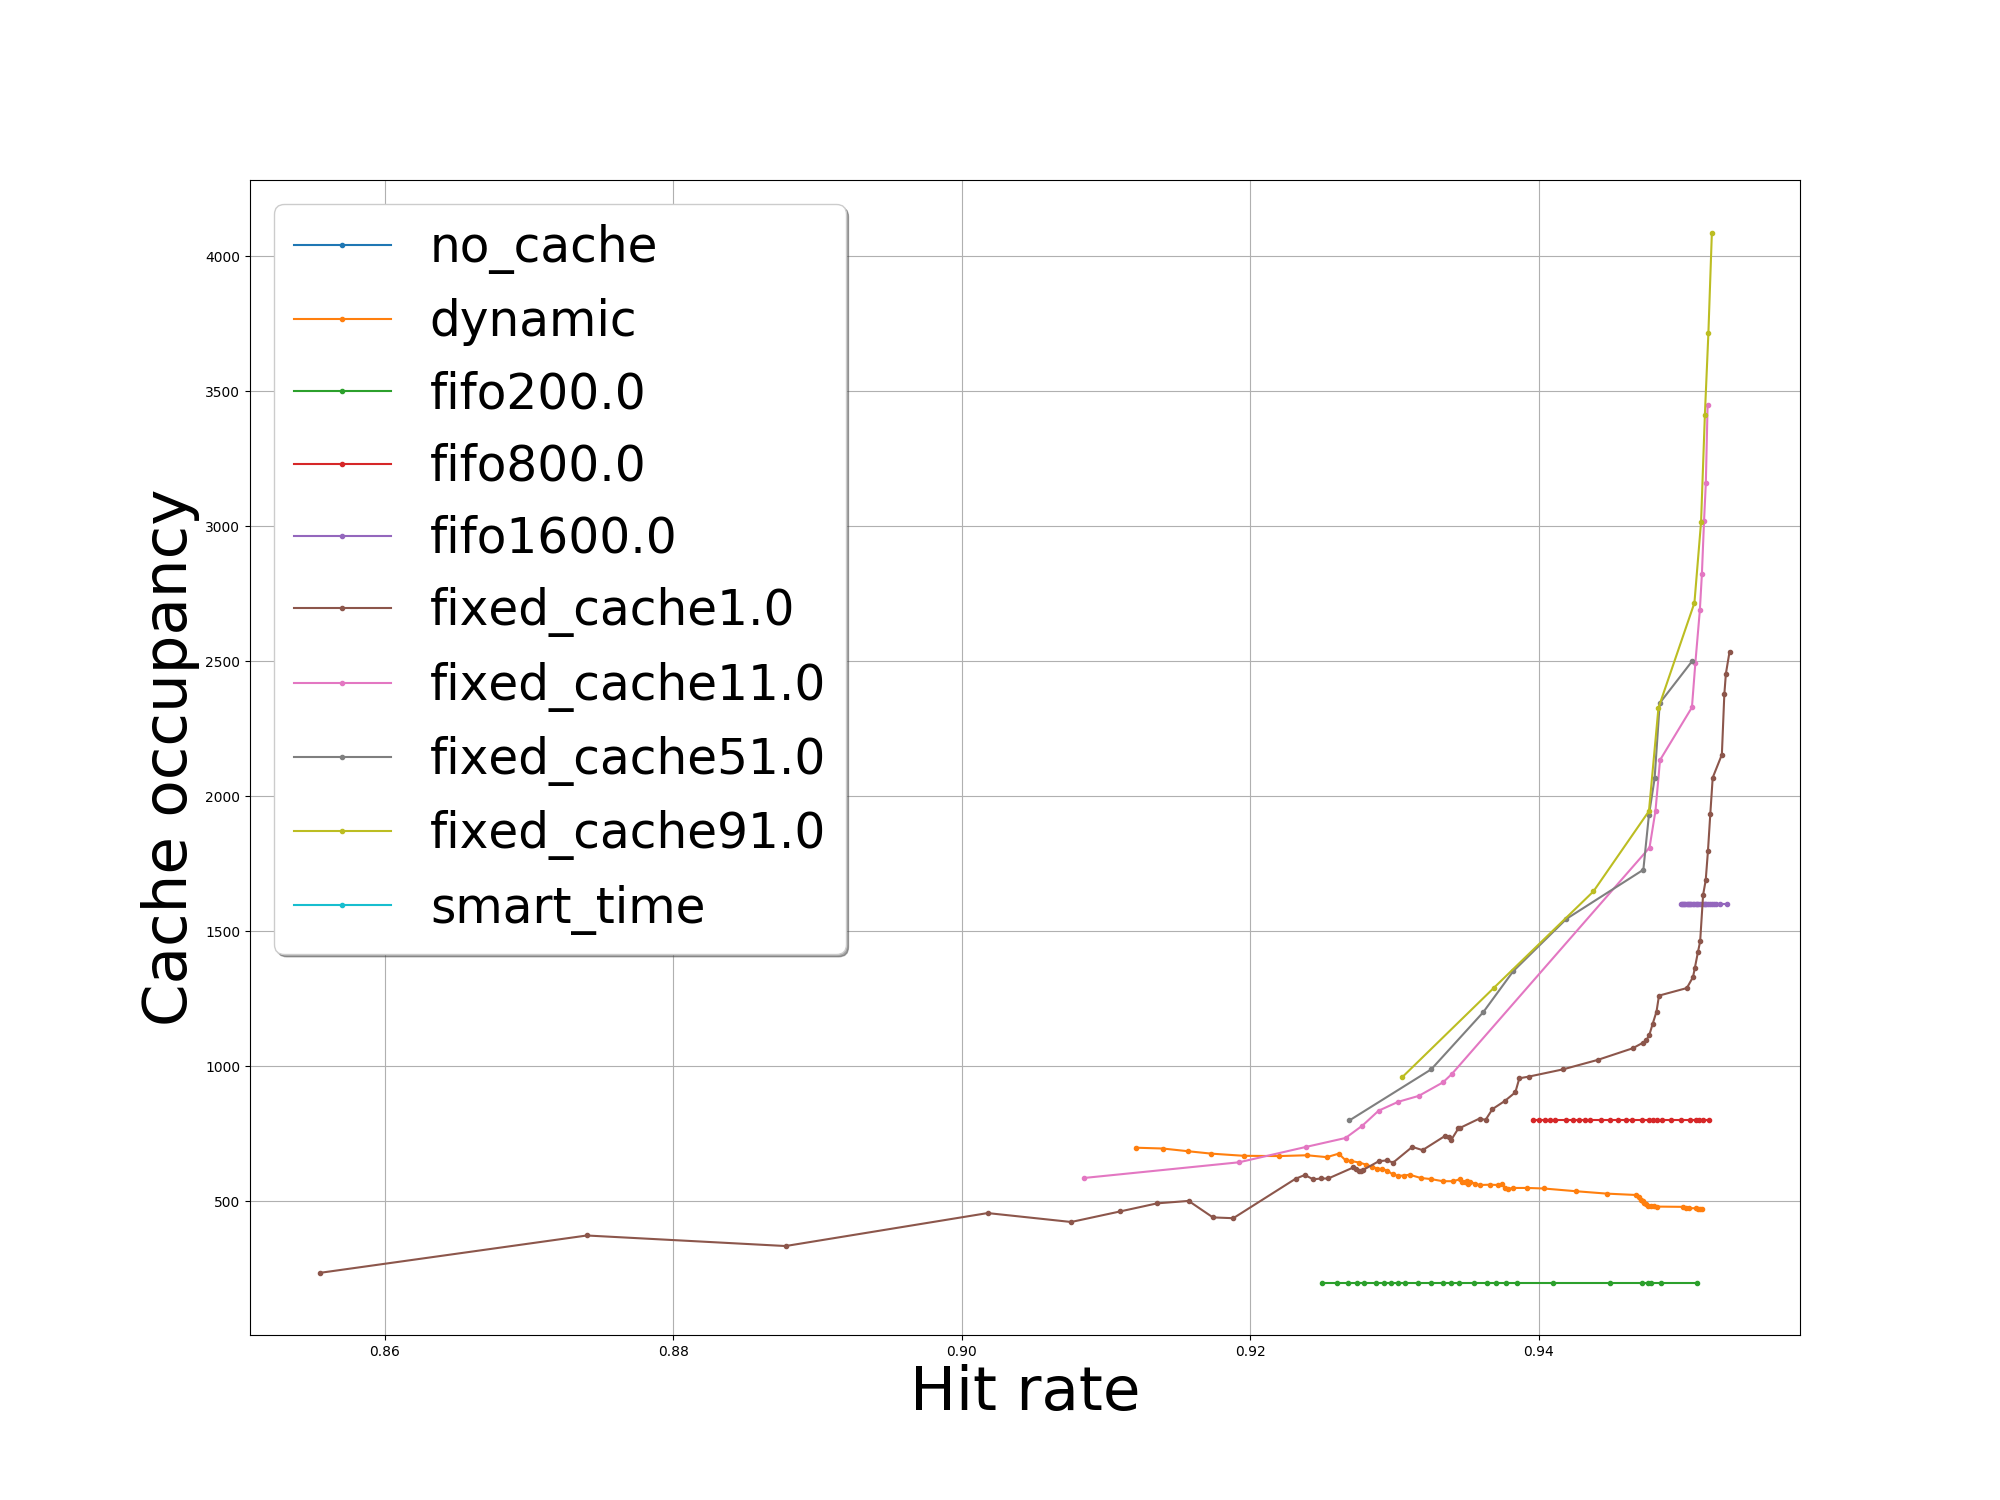 no_cache
dynamic
fifo200.0
fifo800.0
fifo1600.0
fixed_cache1.0
fixed_cache11.0
fixed_cache51.0
fixed_cache91.0
smart_time
Cache occupancy
4000
3500
3000
2500
2000
1500
1000
500
0.86 0.88 0.90 0.92 0.94
Hit rate